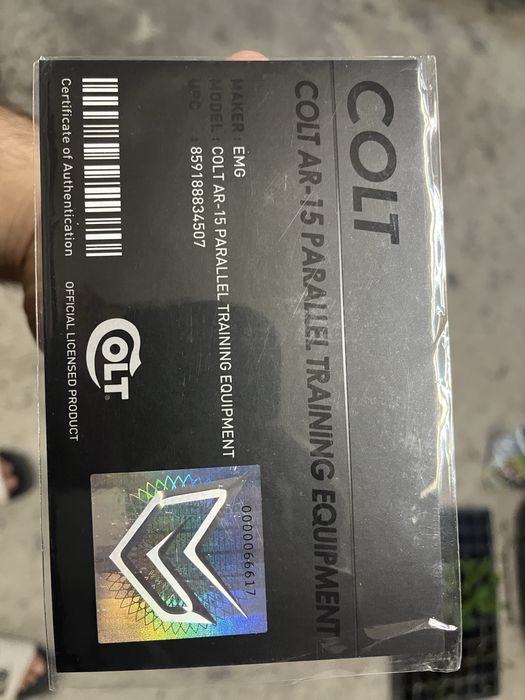 COLT
COLT AR-15 PARALLEL TRAINING EQUIPMENT
MAKER : EMG
MODEL : COLT AR-15 PARALLEL TRAINING EQUIPMENT
UPC : 859188834507
Certificate of Authentication
OFFICIAL LICENSED PRODUCT
COLT®
0000066617